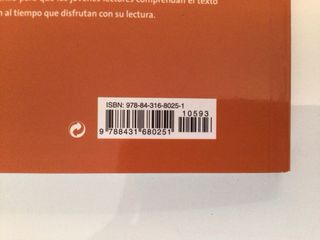 para que los jóvenes lectores comprendan el texto
al tiempo que disfrutan con su lectura.
ISBN: 978-84-316-8025-1
10593
9 788431 680251